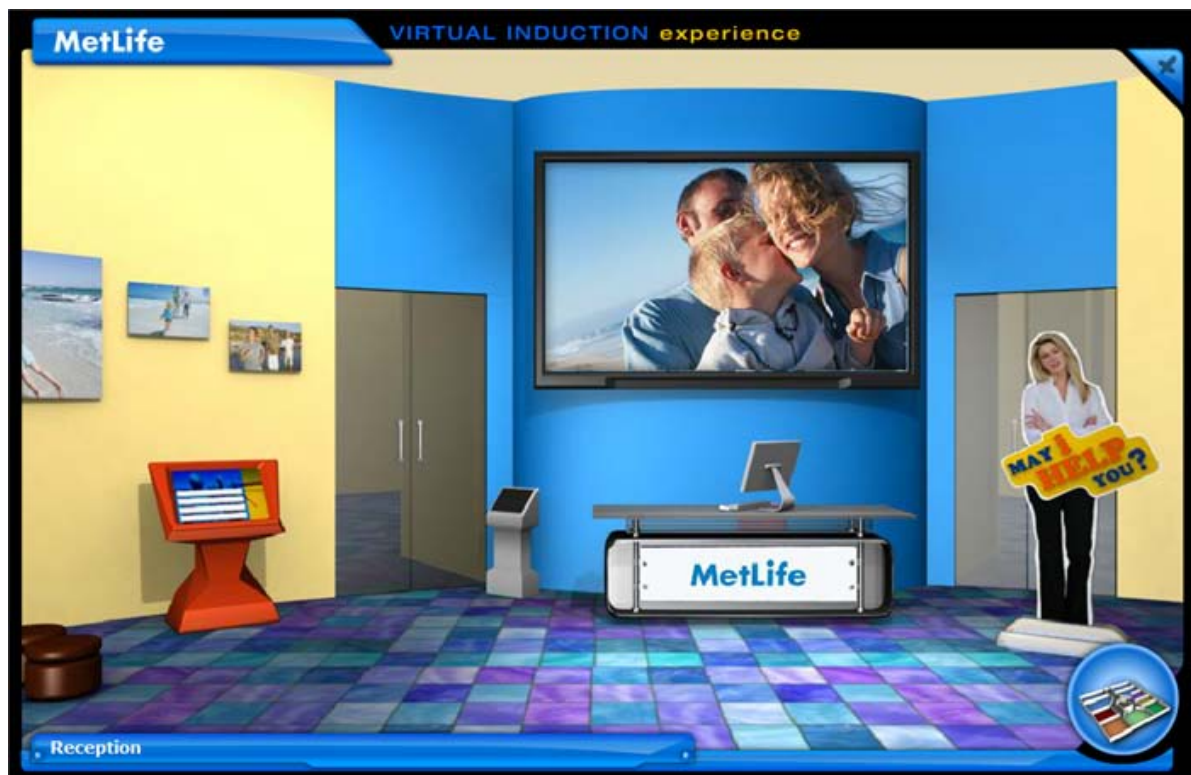 MetLife
VIRTUAL INDUCTION experience
MAY I
HELP
YOU?
MetLife
Reception